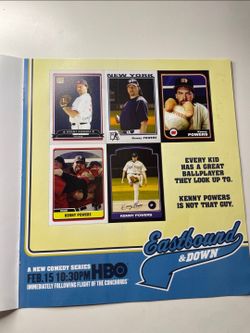 NEW YORK
Kenny POWERS
POWERS
KENNY POWERS
KENNY POWERS
EVERY KID
HAS A GREAT
BALLPLAYER
THEY LOOK UP TO.
KENNY POWERS
IS NOT THAT GUY.
Eastbound
& DOWN
A NEW COMEDY SERIES
FEB. 15 10:30PM HBO
IMMEDIATELY FOLLOWING FLIGHT OF THE CONCHORDS